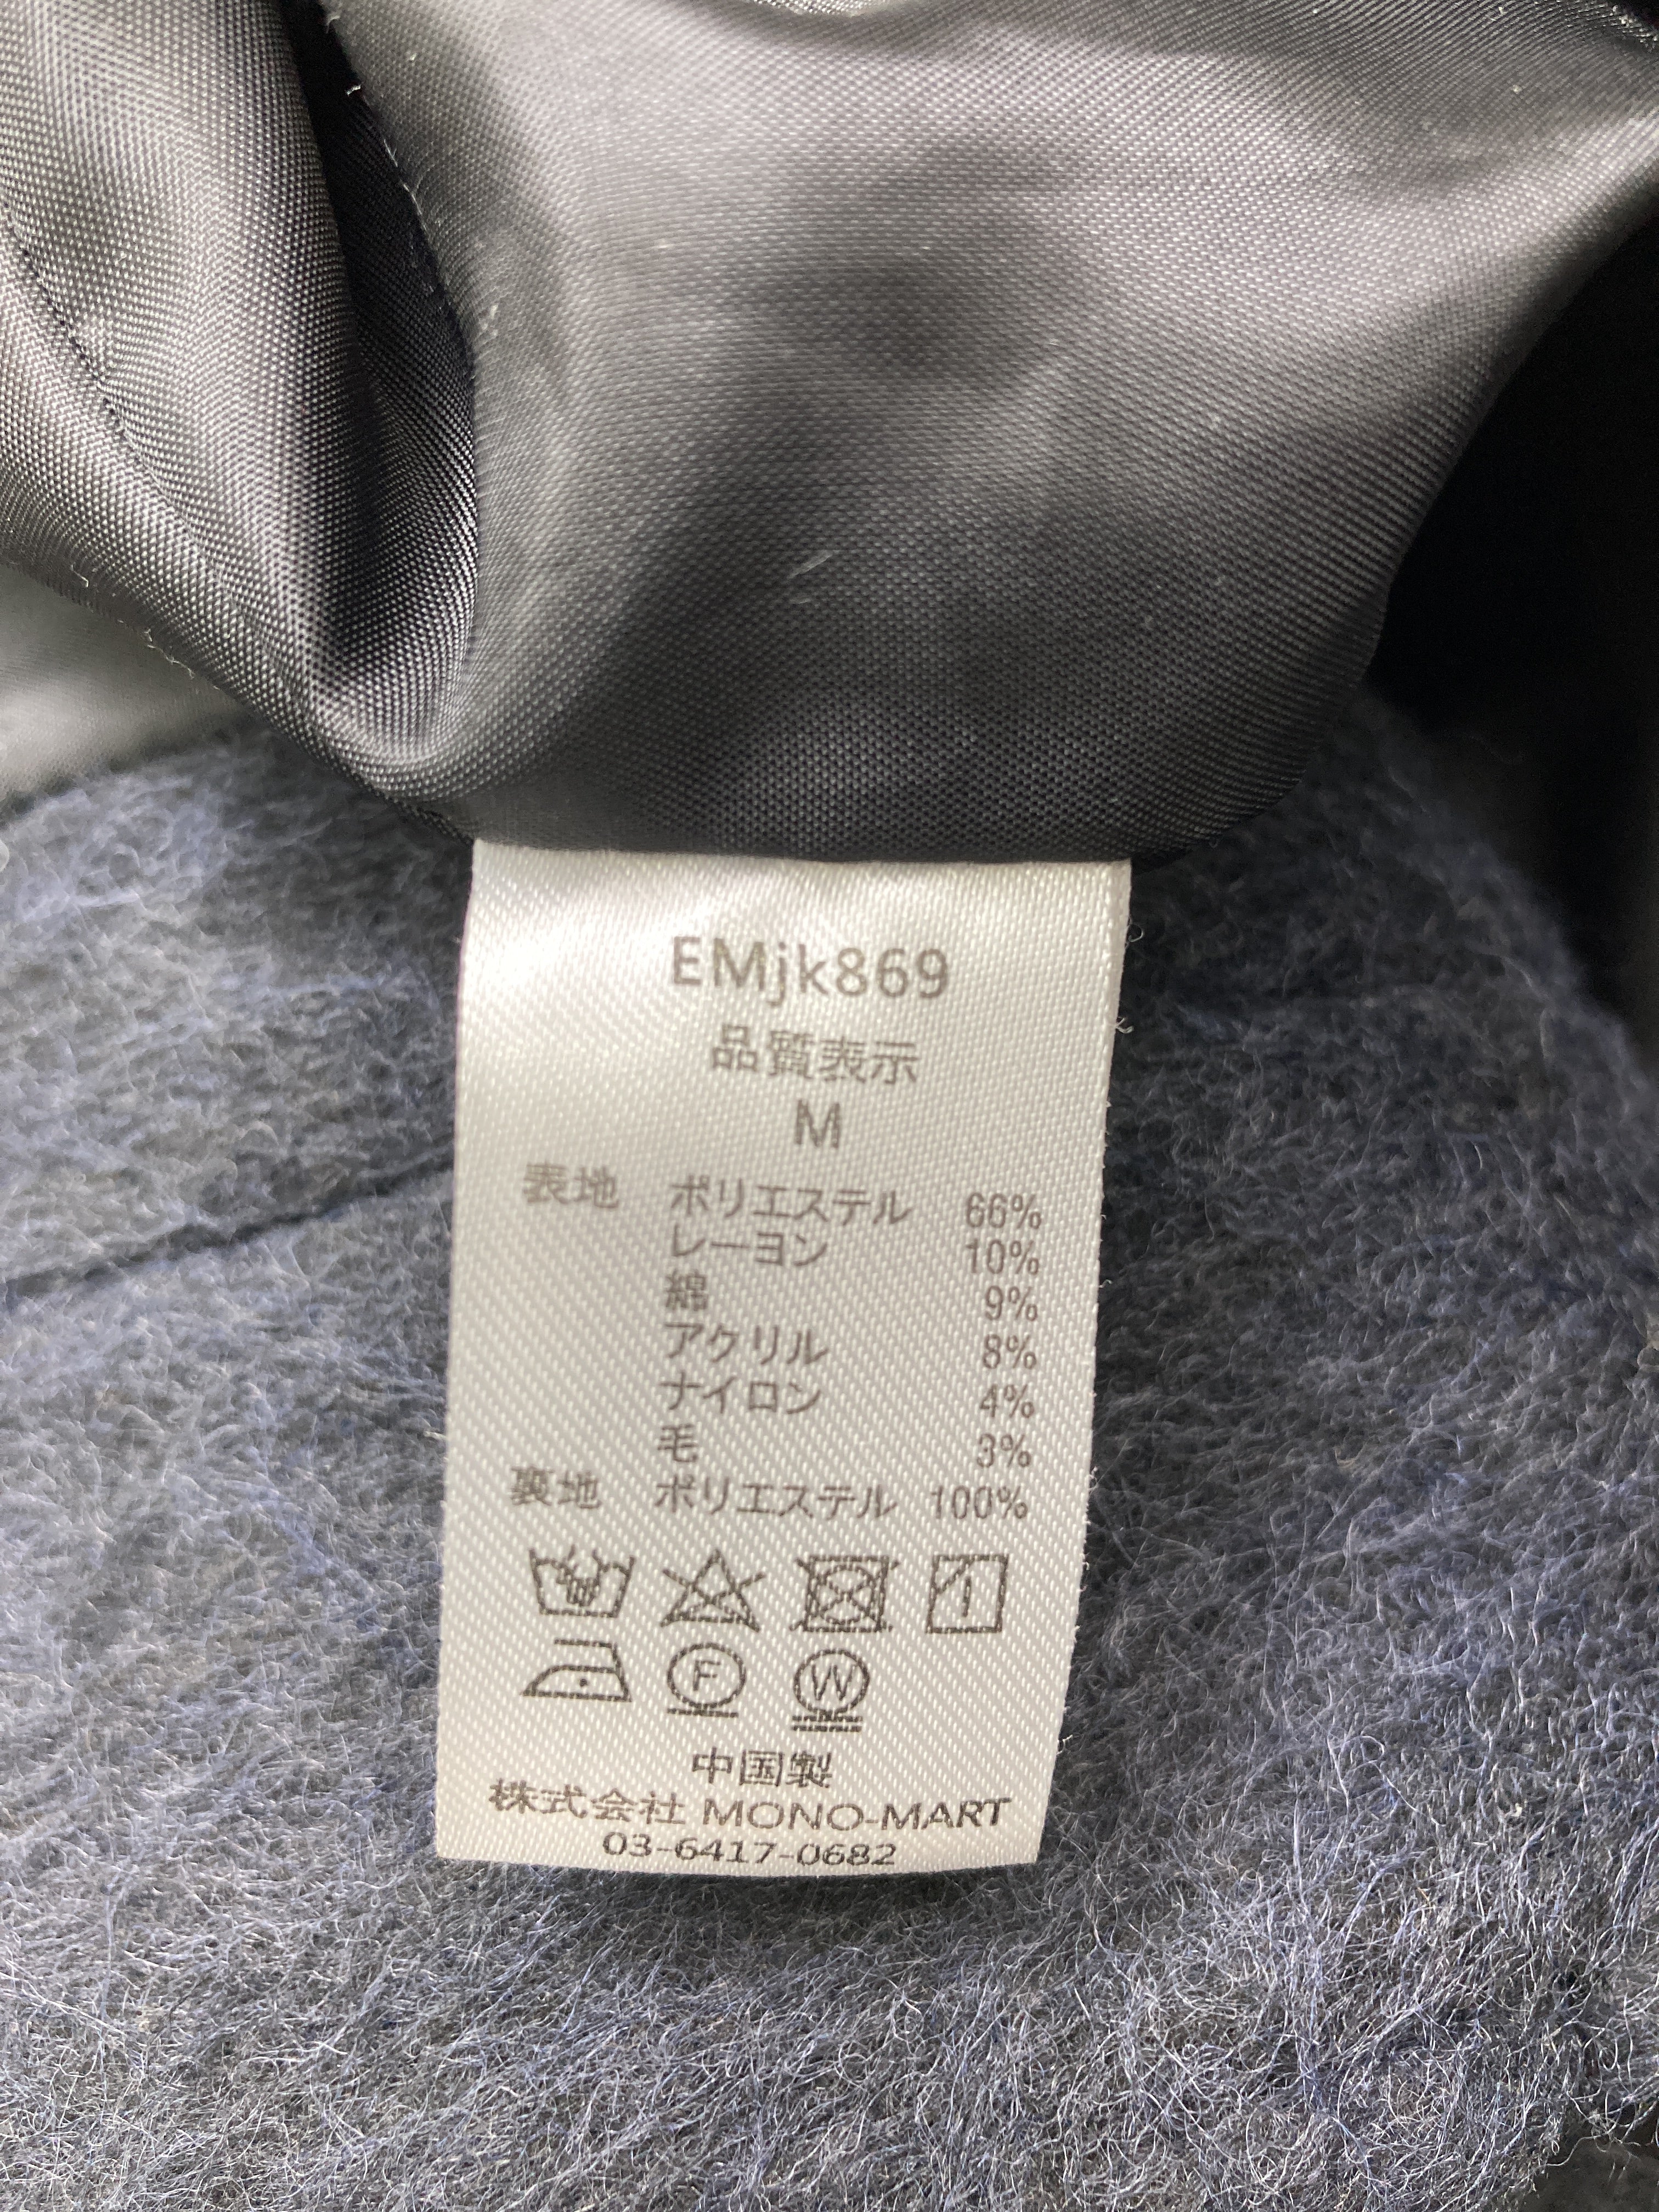 EMjk869
品質表示
M
表地 ポリエステル 66%
レーヨン 10%
綿 9%
アクリル 8%
ナイロン 4%
毛 3%
裏地 ポリエステル 100%
F W
中国製
株式会社 MONO-MART
03-6417-0682